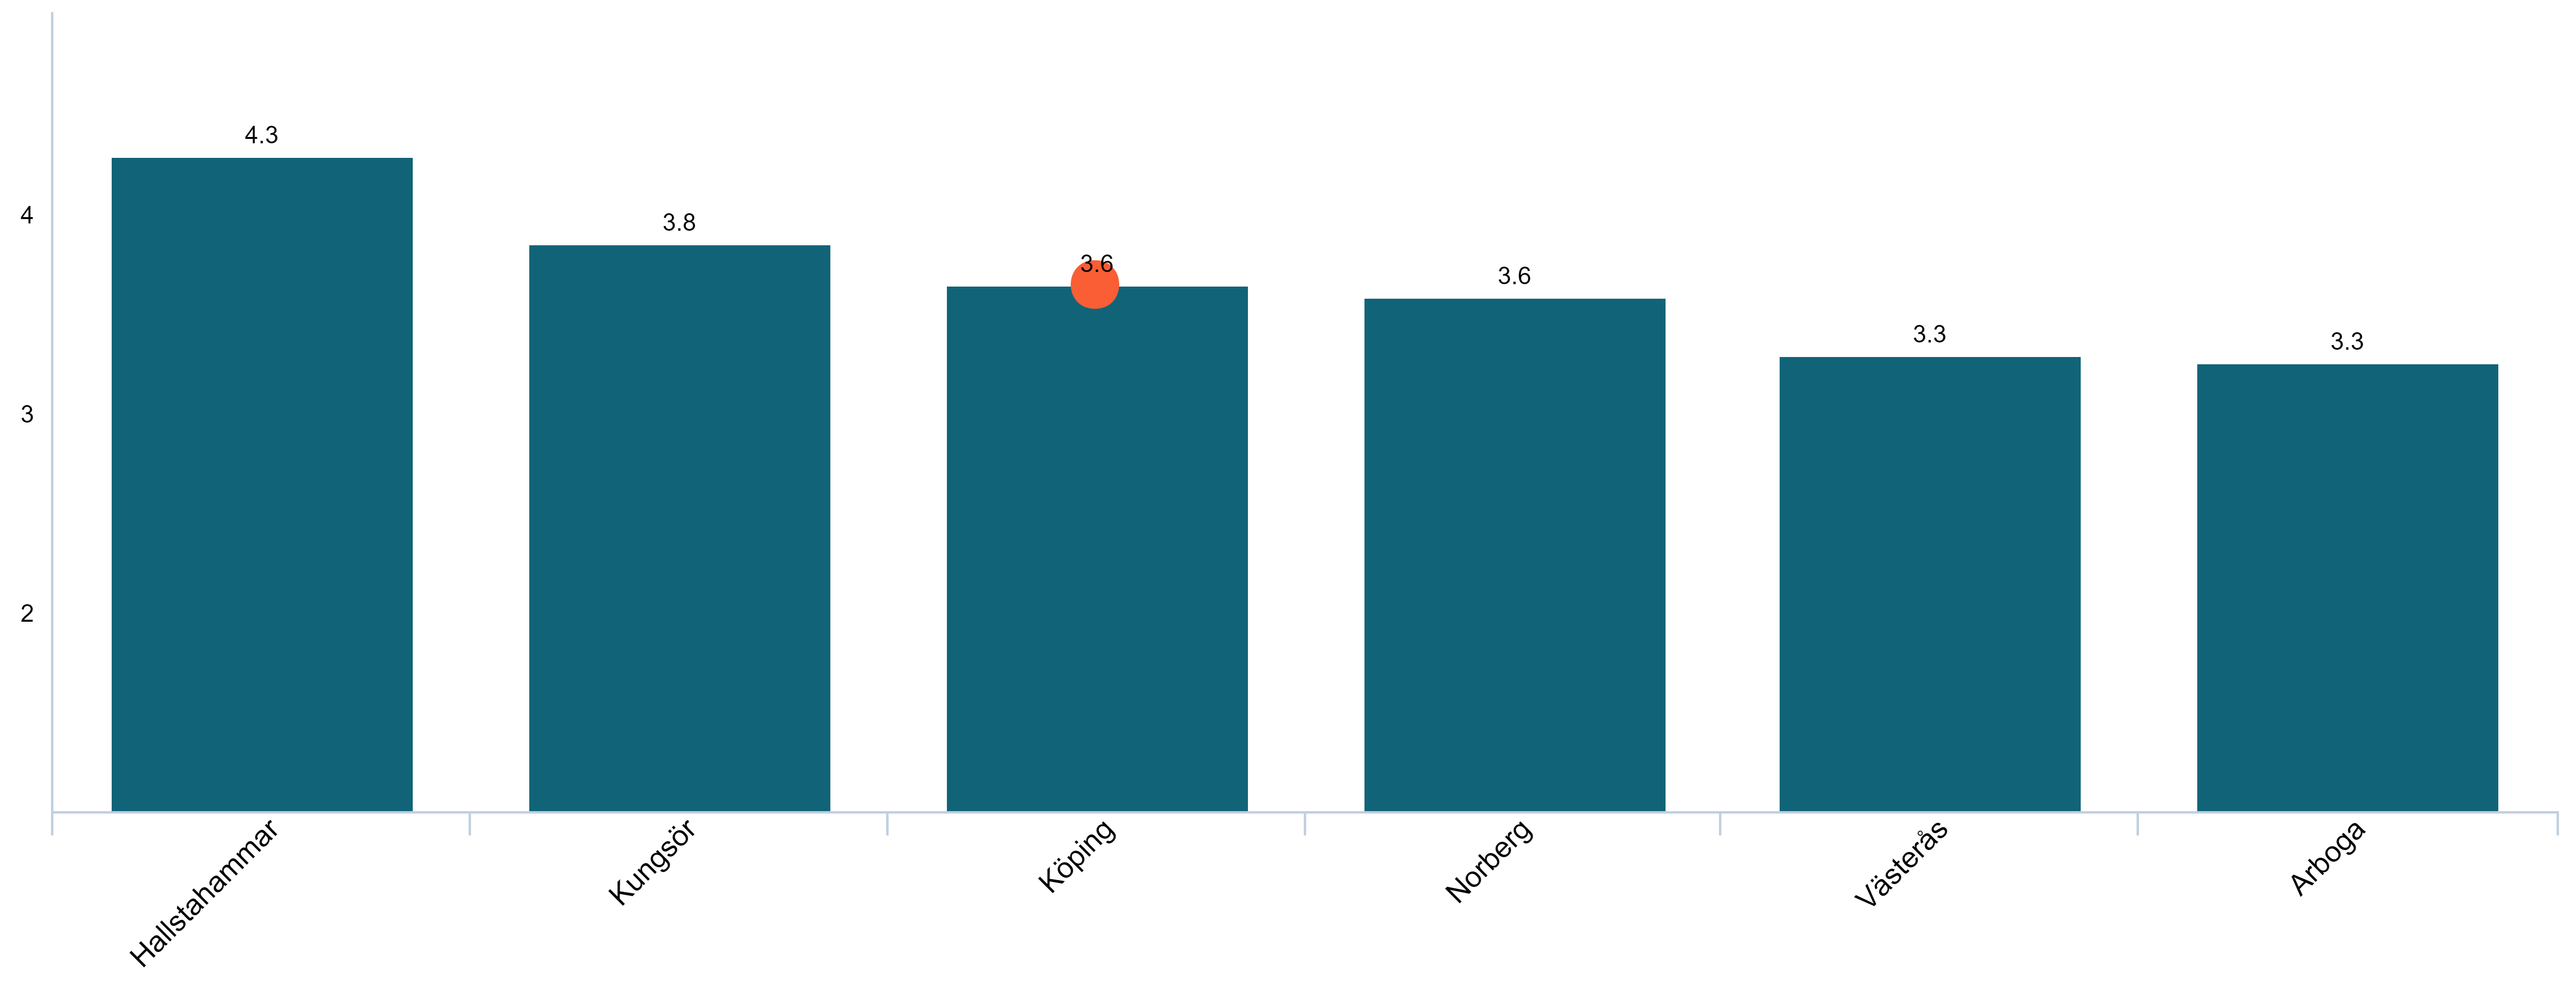 4.3
3.8
3.6
3.6
3.3
3.3
4
3
2
Hallstahammar
Kungsör
Köping
Norberg
Västerås
Arboga